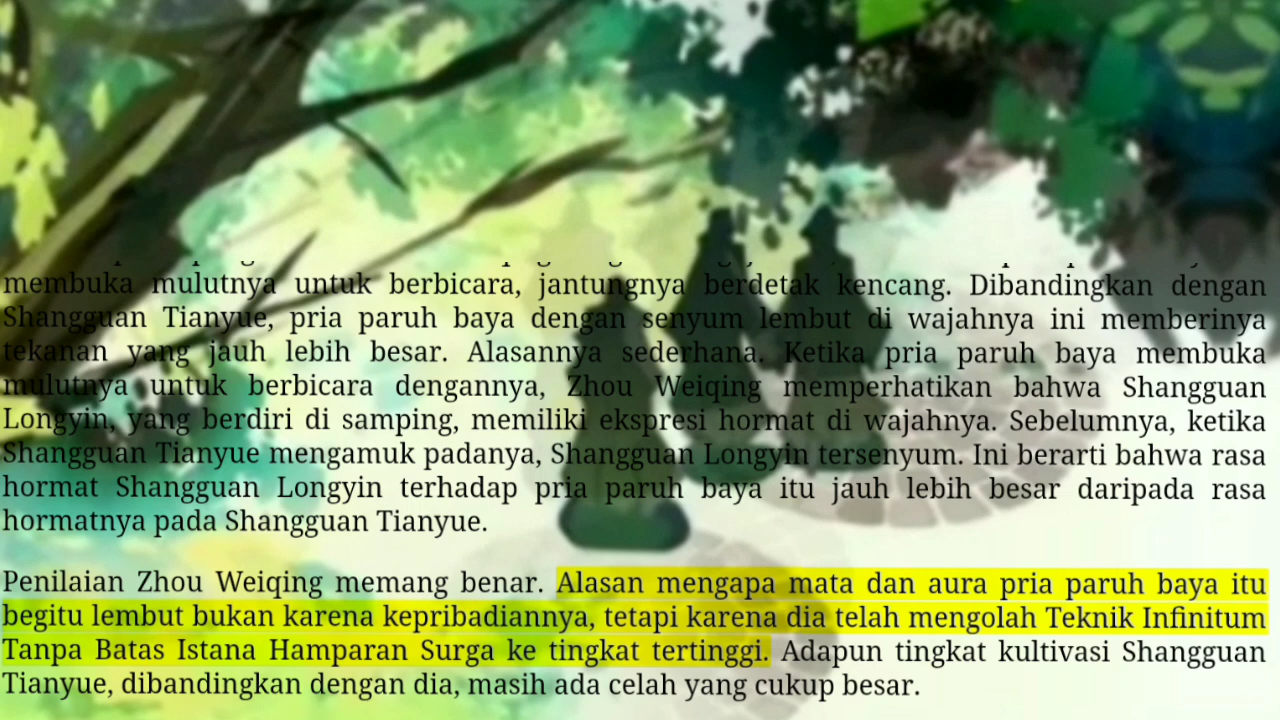 membuka mulutnya untuk berbicara, jantungnya berdetak kencang. Dibandingkan dengan
Shangguan Tianyue, pria paruh baya dengan senyum lembut di wajahnya ini memberinya
tekanan yang jauh lebih besar. Alasannya sederhana. Ketika pria paruh baya membuka
mulutnya untuk berbicara dengannya, Zhou Weiqing memperhatikan bahwa Shangguan
Longyin, yang berdiri di samping, memiliki ekspresi hormat di wajahnya. Sebelumnya, ketika
Shangguan Tianyue mengamuk padanya, Shangguan Longyin tersenyum. Ini berarti bahwa rasa
hormat Shangguan Longyin terhadap pria paruh baya itu jauh lebih besar daripada rasa
hormatnya pada Shangguan Tianyue.
Penilaian Zhou Weiqing memang benar. Alasan mengapa mata dan aura pria paruh baya itu
begitu lembut bukan karena kepribadiannya, tetapi karena dia telah mengolah Teknik Infinitum
Tanpa Batas Istana Hamparan Surga ke tingkat tertinggi. Adapun tingkat kultivasi Shangguan
Tianyue, dibandingkan dengan dia, masih ada celah yang cukup besar.